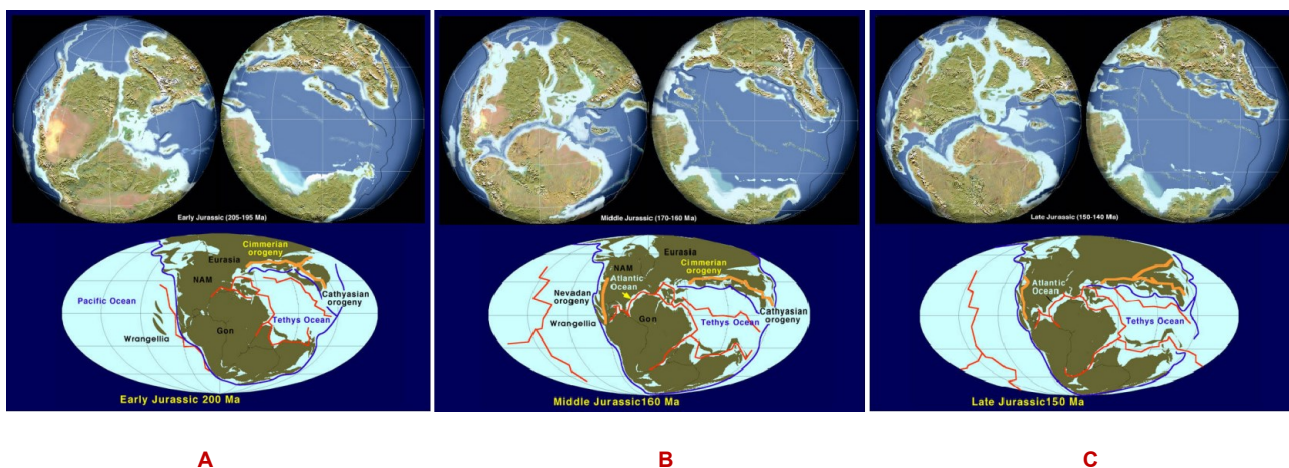 Early Jurassic (205-195 Ma)
Cimmerian
orogeny
Eurasia
NAM
Pacific Ocean
Cathyasian
orogeny
Tethys Ocean
Gon
Wrangellia
Early Jurassic 200 Ma
A
Middle Jurassic (170-160 Ma)
Eurasia
Cimmerian
orogeny
NAM
Atlantic
Ocean
Nevadan
orogeny
Wrangellia
Gon
Tethys Ocean
Cathyasian
orogeny
Middle Jurassic160 Ma
B
Late Jurassic (150-140 Ma)
Atlantic
Ocean
Tethys Ocean
Late Jurassic150 Ma
C